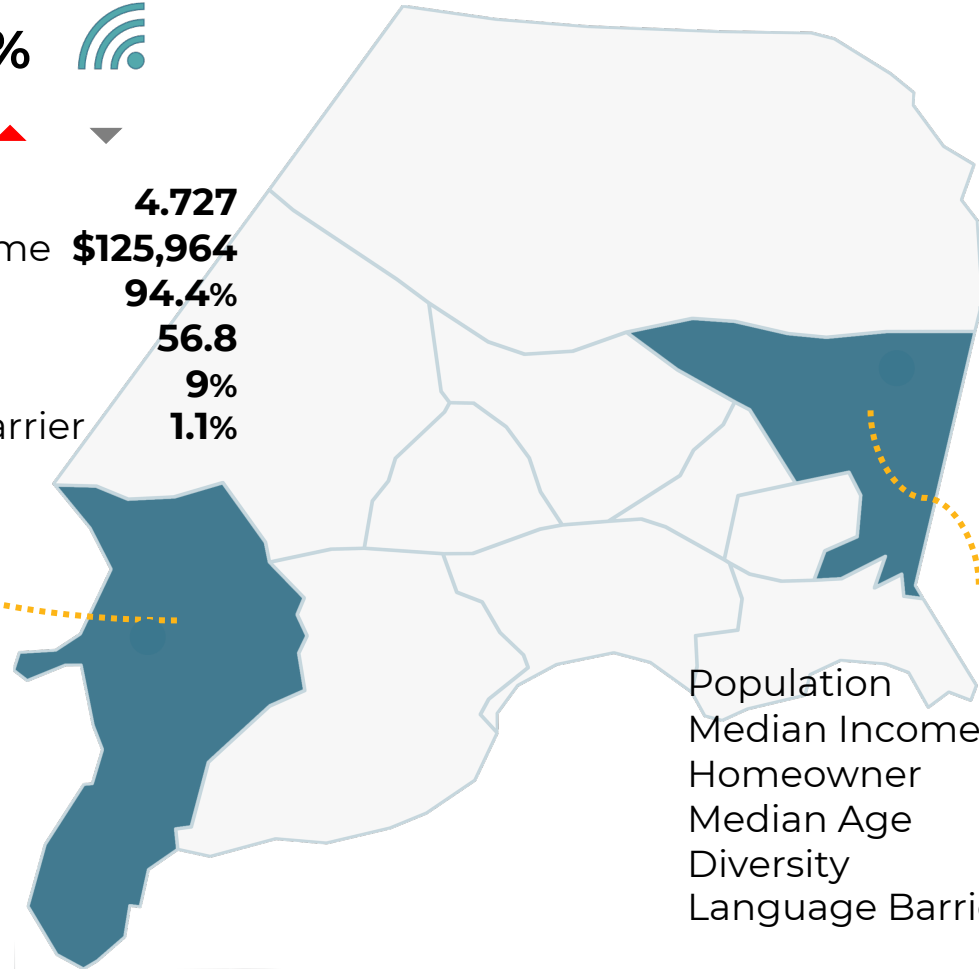 %
4.727
me $125,964
94.4%
56.8
9%
arrier 1.1%
Population
Median Income
Homeowner
Median Age
Diversity
Language Barri